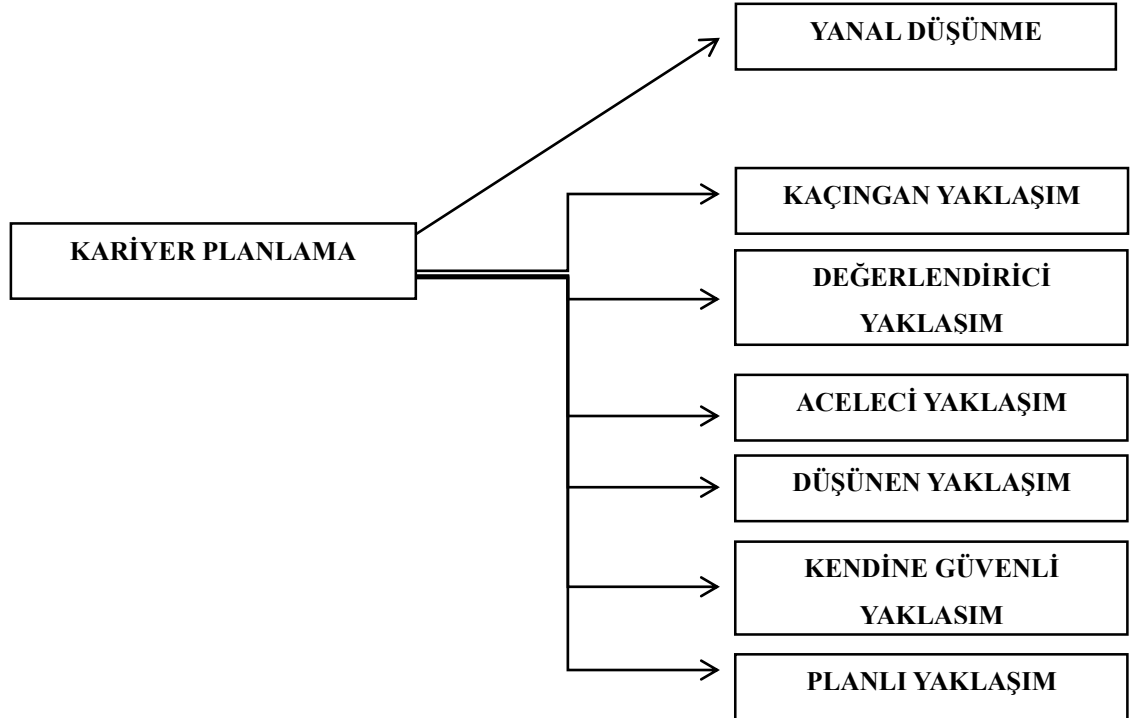 YANAL DÜŞÜNME
KAÇINGAN YAKLAŞIM
KARİYER PLANLAMA
DEĞERLENDİRİCİ
YAKLAŞIM
ACELECİ YAKLAŞIM
DÜŞÜNEN YAKLAŞIM
KENDİNE GÜVENLİ
YAKLASIM
PLANLI YAKLAŞIM